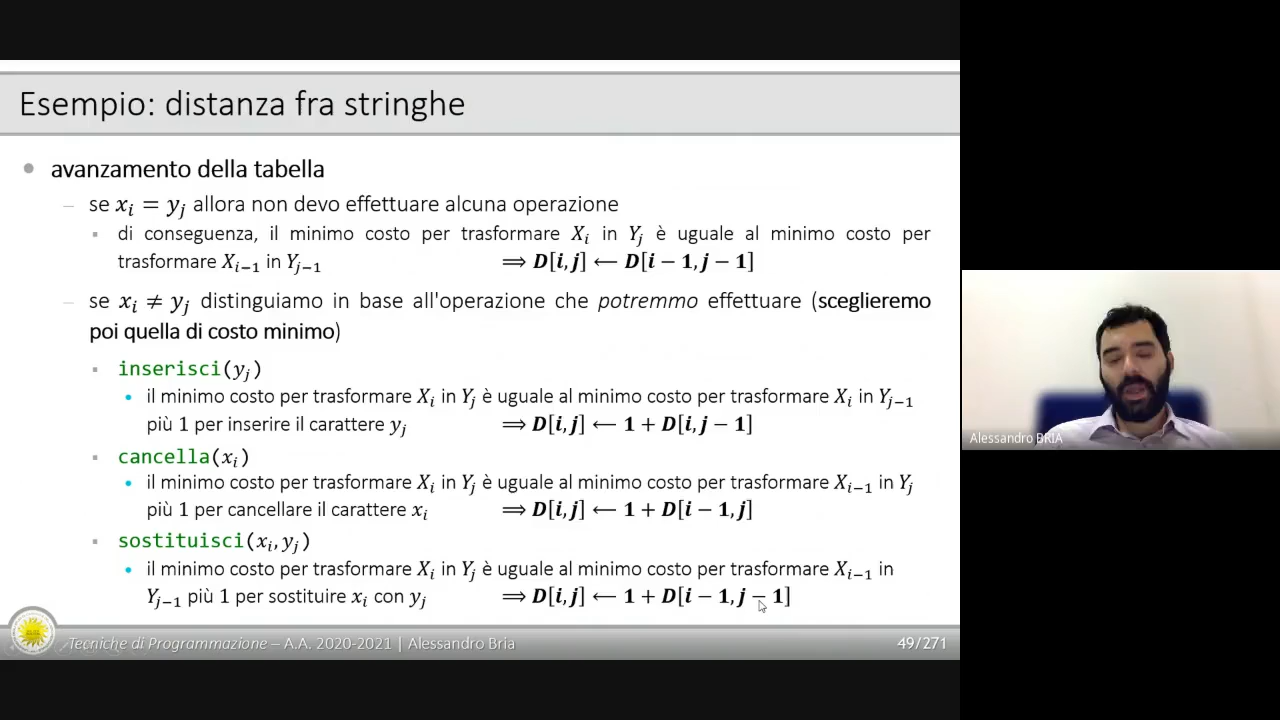 Esempio: distanza fra stringhe
avanzamento della tabella
se xᵢ = yⱼ allora non devo effettuare alcuna operazione
di conseguenza, il minimo costo per trasformare Xᵢ in Yⱼ è uguale al minimo costo per
trasformare Xᵢ₋₁ in Yⱼ₋₁ ⟹ D[i, j] ⟵ D[i − 1, j − 1]
se xᵢ ≠ yⱼ distinguiamo in base all'operazione che potremmo effettuare (sceglieremo
poi quella di costo minimo)
inserisci(yⱼ)
il minimo costo per trasformare Xᵢ in Yⱼ è uguale al minimo costo per trasformare Xᵢ in Yⱼ₋₁
più 1 per inserire il carattere yⱼ ⟹ D[i, j] ⟵ 1 + D[i, j − 1]
cancella(xᵢ)
il minimo costo per trasformare Xᵢ in Yⱼ è uguale al minimo costo per trasformare Xᵢ₋₁ in Yⱼ
più 1 per cancellare il carattere xᵢ ⟹ D[i, j] ⟵ 1 + D[i − 1, j]
sostituisci(xᵢ, yⱼ)
il minimo costo per trasformare Xᵢ in Yⱼ è uguale al minimo costo per trasformare Xᵢ₋₁ in
Yⱼ₋₁ più 1 per sostituire xᵢ con yⱼ ⟹ D[i, j] ⟵ 1 + D[i − 1, j − 1]
Tecniche di Programmazione – A.A. 2020-2021 | Alessandro Bria 49/271
Alessandro BRIA